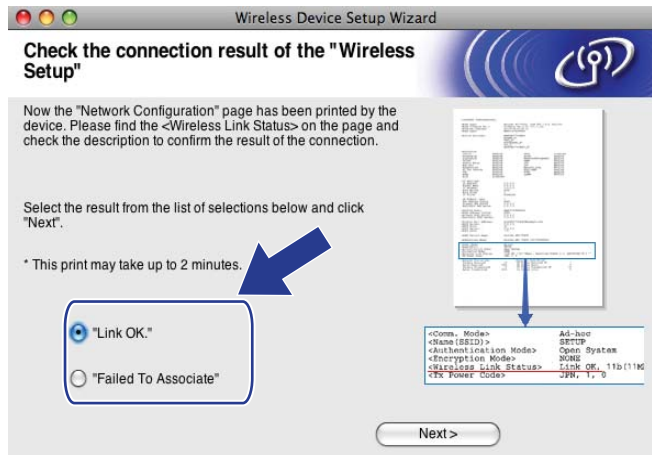 Wireless Device Setup Wizard
Check the connection result of the "Wireless
Setup"
Now the "Network Configuration" page has been printed by the
device. Please find the <Wireless Link Status> on the page and
check the description to confirm the result of the connection.
Select the result from the list of selections below and click
"Next".
* This print may take up to 2 minutes.
"Link OK."
"Failed To Associate"
<Comm. Mode> Ad-hoc
<Name(SSID)> SETUP
<Authentication Mode> Open System
<Encryption Mode> NONE
<Wireless Link Status> Link OK, 11b(11M
<Tx Power Code> JPN, 1, 0
Next >